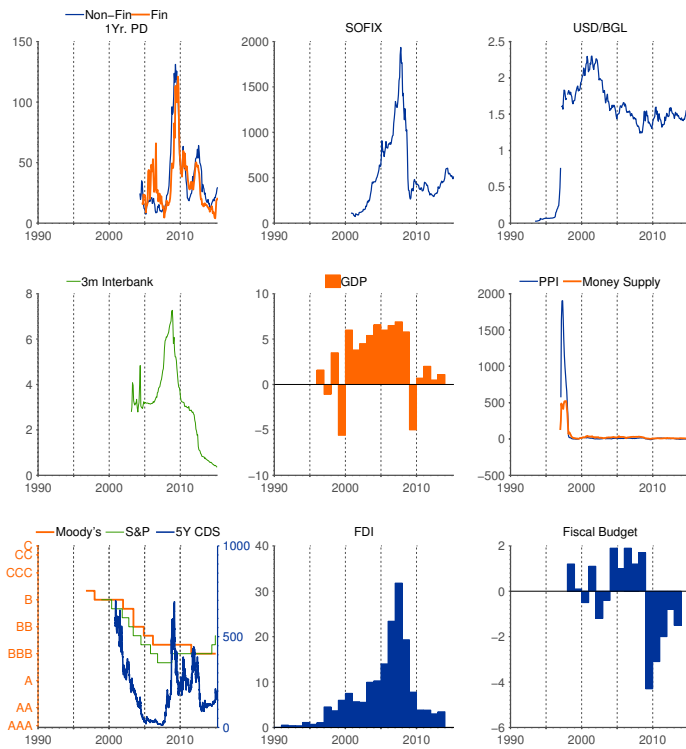 Non−Fin Fin
1Yr. PD
SOFIX
USD/BGL
150
100
50
0
1990 2000 2010
2000
1500
1000
500
0
1990 2000 2010
2.5
2
1.5
1
0.5
0
1990 2000 2010
3m Interbank
GDP
PPI Money Supply
8
6
4
2
0
1990 2000 2010
10
5
0
−5
−10
1990 2000 2010
2000
1500
1000
500
0
−500
1990 2000 2010
Moody's S&P 5Y CDS
FDI
Fiscal Budget
C
CC
CCC
B
BB
BBB
A
AA
AAA
1000
500
0
1990 2000 2010
40
30
20
10
0
1990 2000 2010
2
0
−2
−4
−6
1990 2000 2010